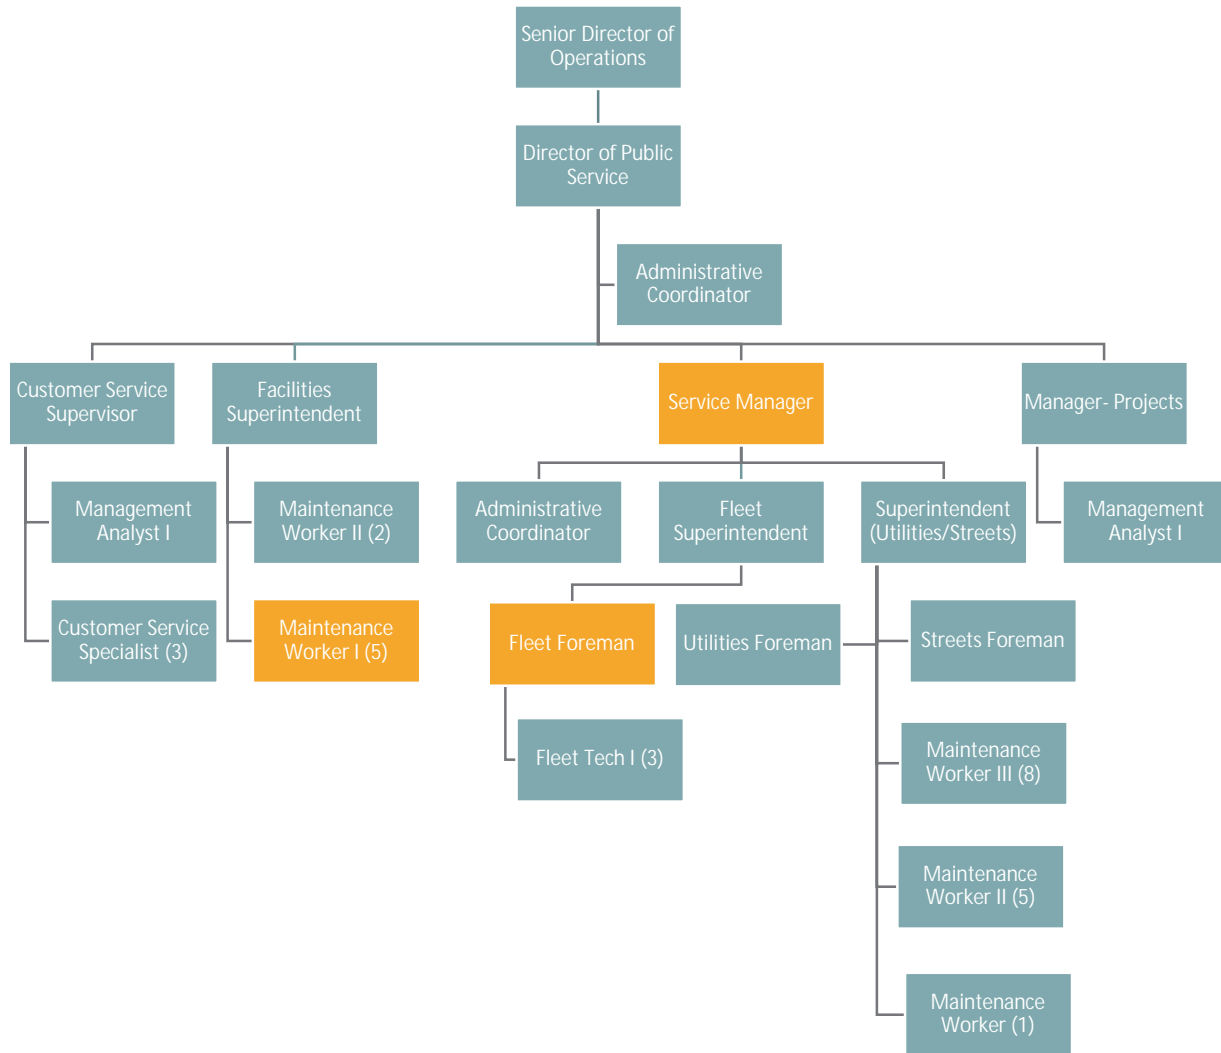 Senior Director of
Operations
Director of Public
Service
Administrative
Coordinator
Customer Service
Supervisor
Facilities
Superintendent
Service Manager
Manager- Projects
Management
Analyst I
Maintenance
Worker II (2)
Administrative
Coordinator
Fleet
Superintendent
Superintendent
(Utilities/Streets)
Management
Analyst I
Customer Service
Specialist (3)
Maintenance
Worker I (5)
Fleet Foreman
Utilities Foreman
Streets Foreman
Fleet Tech I (3)
Maintenance
Worker III (8)
Maintenance
Worker II (5)
Maintenance
Worker (1)